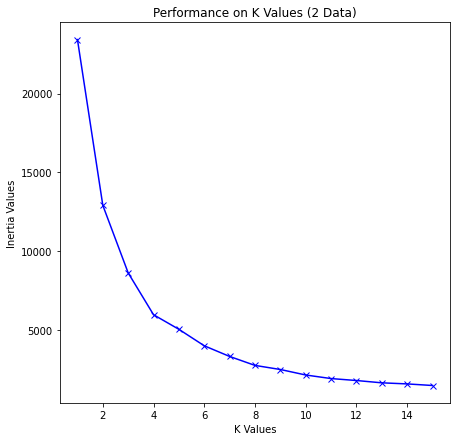 Performance on K Values (2 Data)
Inertia Values
20000
15000
10000
5000
2 4 6 8 10 12 14
K Values